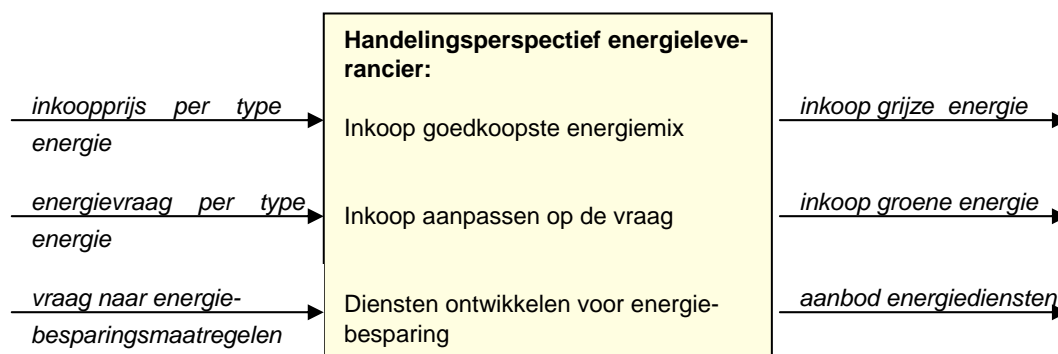 Handelingsperspectief energieleve-
rancier:
inkoopprijs per type
energie
Inkoop goedkoopste energiemix
inkoop grijze energie
energievraag per type
energie
Inkoop aanpassen op de vraag
inkoop groene energie
vraag naar energie-
besparingsmaatregelen
Diensten ontwikkelen voor energie-
besparing
aanbod energiediensten